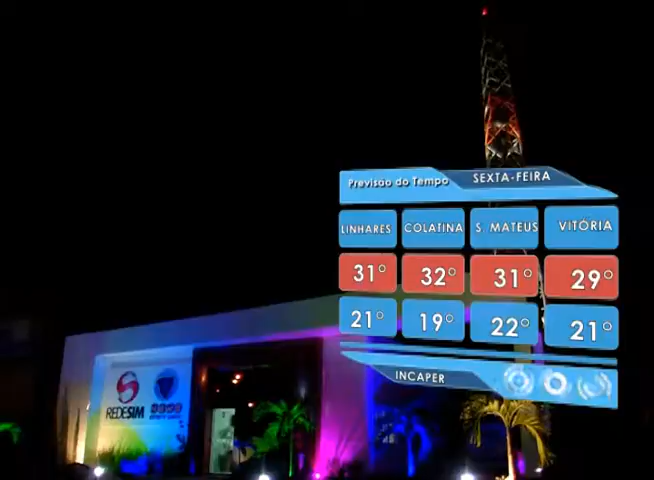 Previsão do Tempo SEXTA-FEIRA
LINHARES COLATINA S. MATEUS VITÓRIA
31° 32° 31° 29°
21° 19° 22° 21°
INCAPER
REDESIM